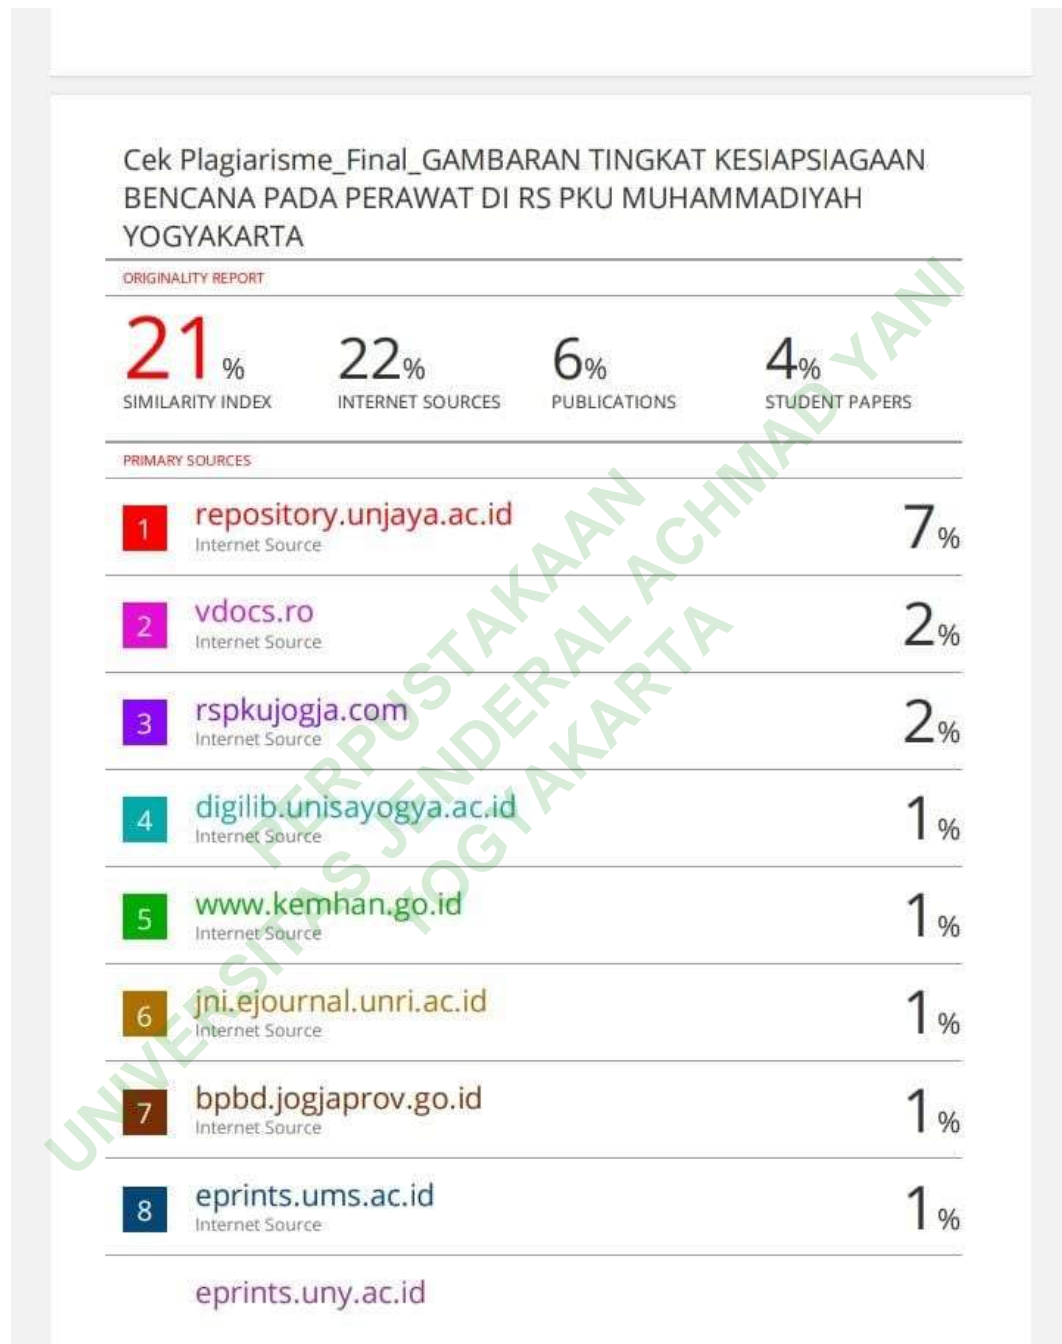 Cek Plagiarisme_Final_GAMBARAN TINGKAT KESIAPSIAGAAN
BENCANA PADA PERAWAT DI RS PKU MUHAMMADIYAH
YOGYAKARTA
ORIGINALITY REPORT
21%
SIMILARITY INDEX
22%
INTERNET SOURCES
6%
PUBLICATIONS
4%
STUDENT PAPERS
PRIMARY SOURCES
1 repository.unjaya.ac.id 7%
Internet Source
2 vdocs.ro 2%
Internet Source
3 rspkujogja.com 2%
Internet Source
4 digilib.unisayogya.ac.id 1%
Internet Source
5 www.kemhan.go.id 1%
Internet Source
6 jni.ejournal.unri.ac.id 1%
Internet Source
7 bpbd.jogjaprov.go.id 1%
Internet Source
8 eprints.ums.ac.id 1%
Internet Source
eprints.uny.ac.id
PERPUSTAKAAN
UNIVERSITAS JENDERAL ACHMAD YANI
YOGYAKARTA